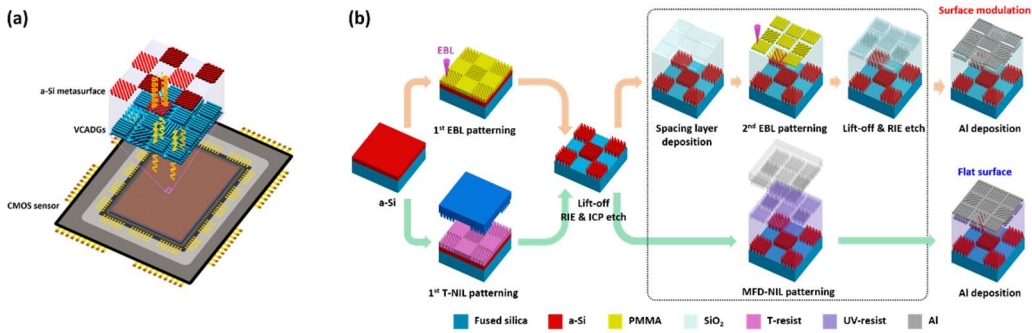 (a)
a-Si metasurface
VCADGs
CMOS sensor
(b)
EBL
1st EBL patterning
a-Si
1st T-NIL patterning
Lift-off
RIE & ICP etch
Spacing layer
deposition
2nd EBL patterning
Lift-off & RIE etch
Surface modulation
Al deposition
MFD-NIL patterning
Flat surface
Al deposition
Fused silica
a-Si
PMMA
SiO₂
T-resist
UV-resist
Al